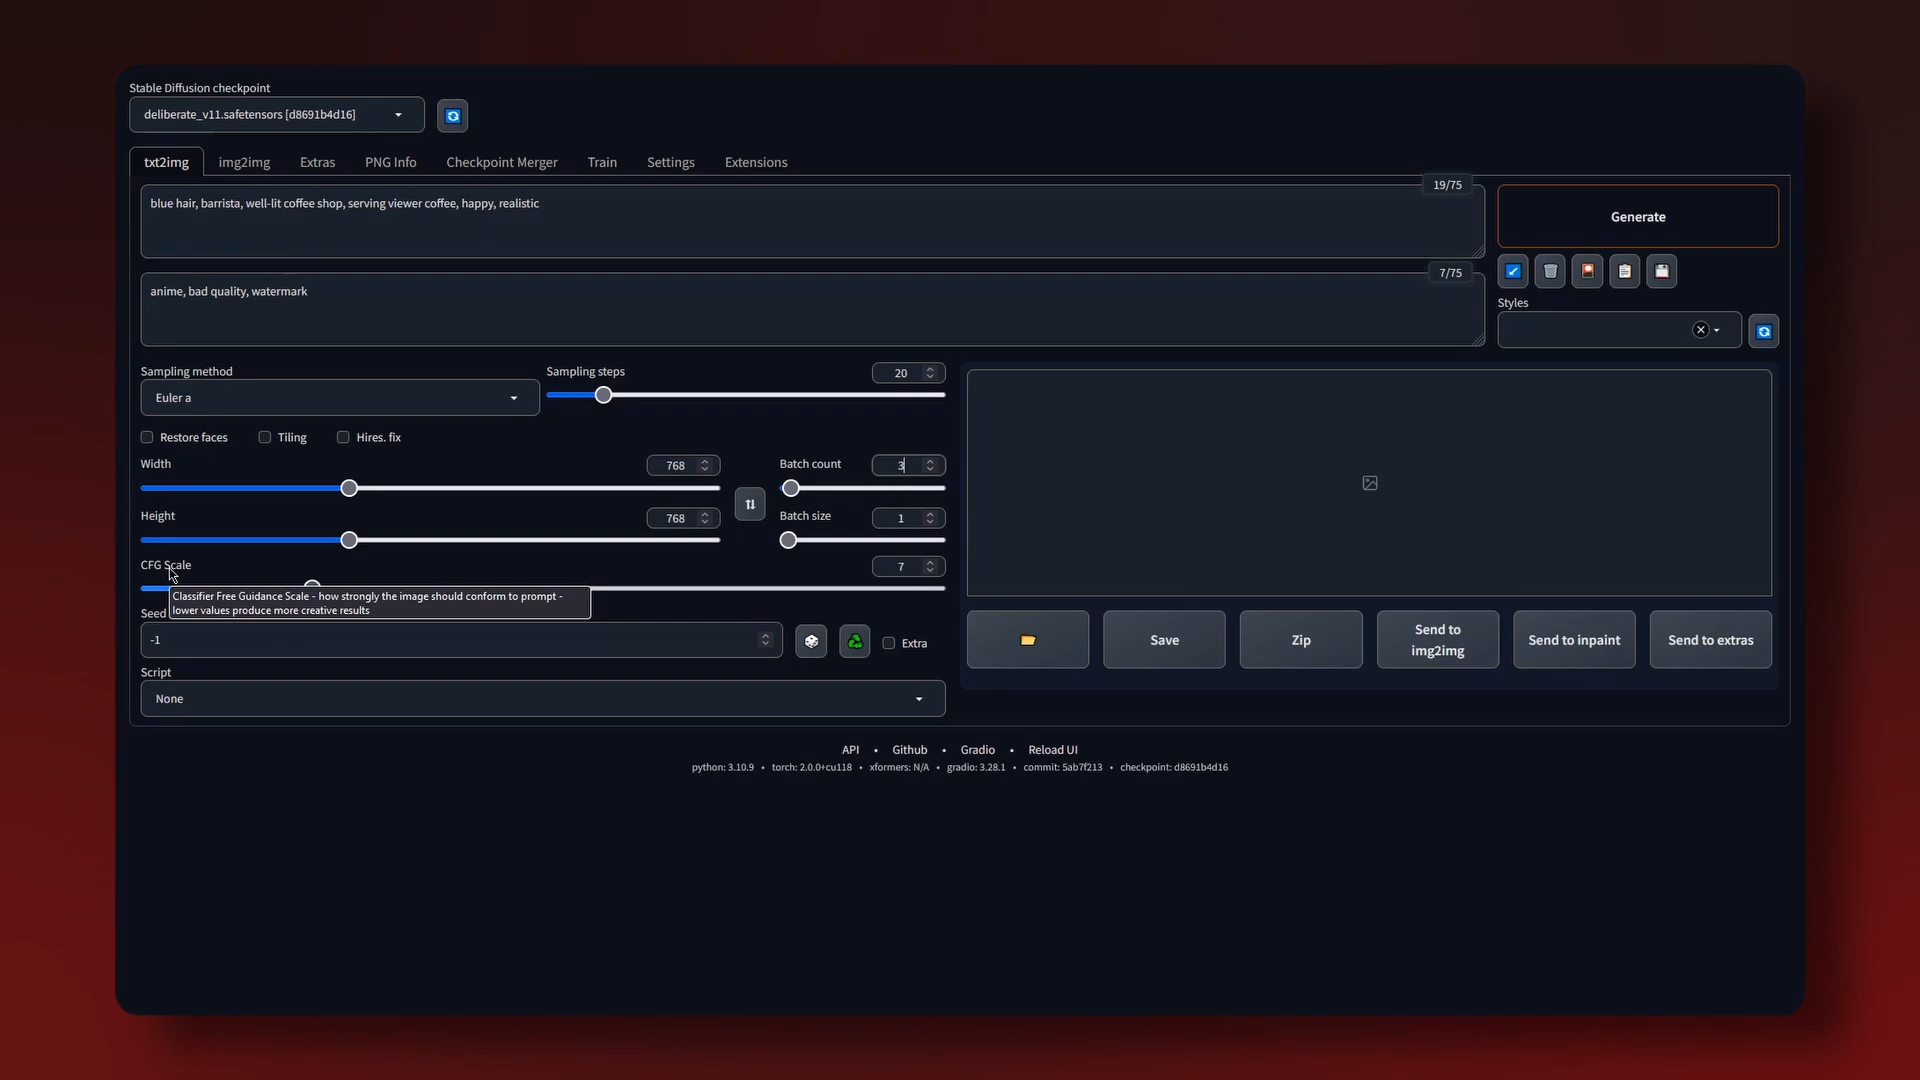 Stable Diffusion checkpoint
deliberate_v11.safetensors [d8691b4d16]
txt2img img2img Extras PNG Info Checkpoint Merger Train Settings Extensions
19/75
blue hair, barrista, well-lit coffee shop, serving viewer coffee, happy, realistic
Generate
7/75
anime, bad quality, watermark
Styles
Sampling method
Euler a
Sampling steps
20
Restore faces Tiling Hires. fix
Width
768
Batch count
3
Height
768
Batch size
1
CFG Scale
7
Classifier Free Guidance Scale - how strongly the image should conform to prompt -
lower values produce more creative results
Seed
-1
Extra
Script
None
Save
Zip
Send to
img2img
Send to inpaint
Send to extras
API • Github • Gradio • Reload UI
python: 3.10.9 • torch: 2.0.0+cu118 • xformers: N/A • gradio: 3.28.1 • commit: 5ab7f213 • checkpoint: d8691b4d16